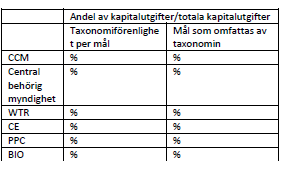 Andel av kapitalutgifter/totala kapitalutgifter
Taxonomiförenlighe
t per mål
Mål som omfattas av
taxonomin
CCM % %
Central
behörig
myndighet
% %
WTR % %
CE % %
PPC % %
BIO % %